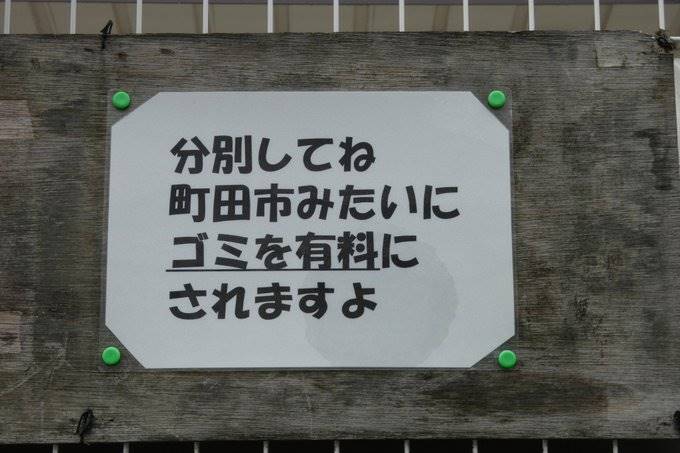 分別してね
町田市みたいに
ゴミを有料に
されますよ